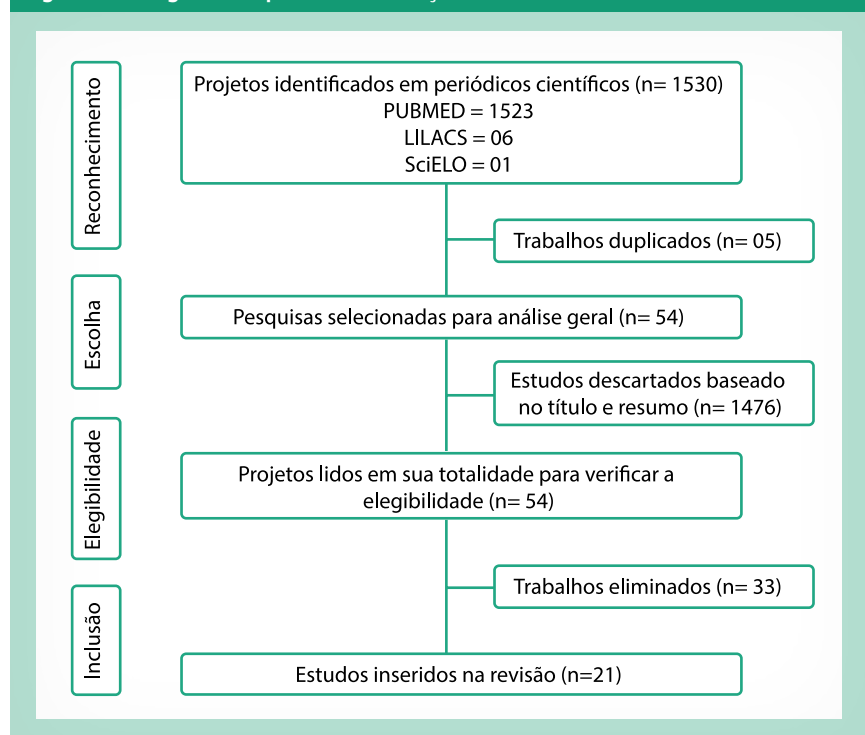 Reconhecimento
Projetos identificados em periódicos científicos (n= 1530)
PUBMED = 1523
LILACS = 06
SciELO = 01
Trabalhos duplicados (n= 05)
Escolha
Pesquisas selecionadas para análise geral (n= 54)
Estudos descartados baseado
no título e resumo (n= 1476)
Elegibilidade
Projetos lidos em sua totalidade para verificar a
elegibilidade (n= 54)
Trabalhos eliminados (n= 33)
Inclusão
Estudos inseridos na revisão (n=21)